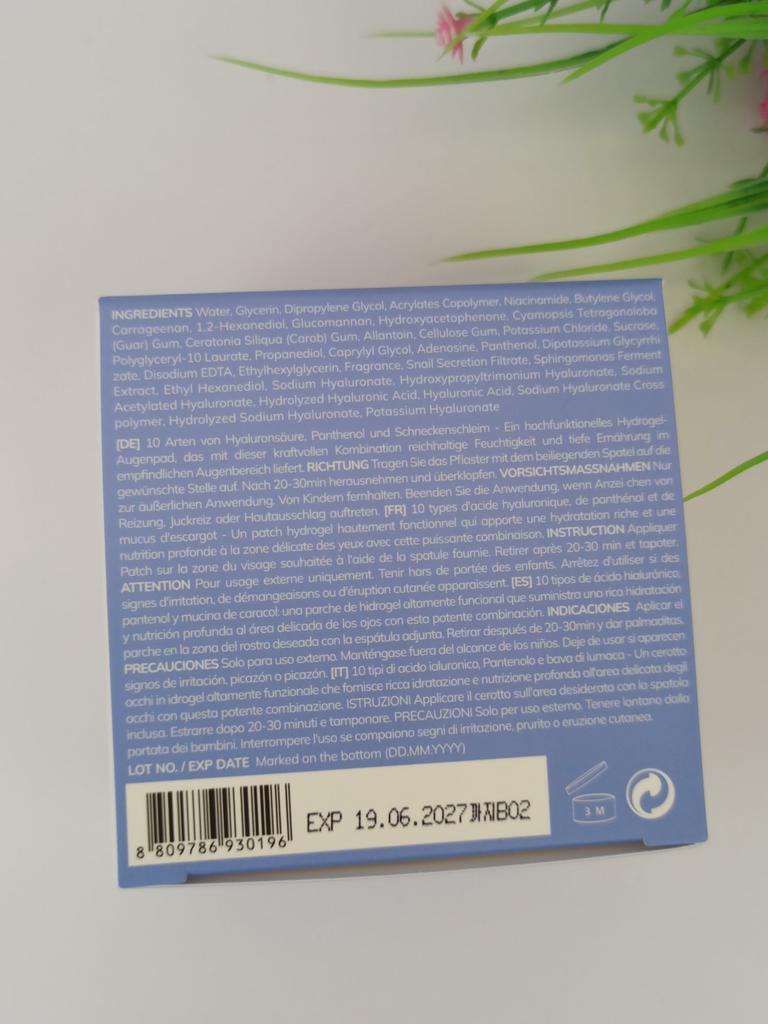 INGREDIENTS Water, Glycerin, Dipropylene Glycol, Acrylates Copolymer, Niacinamide, Butylene Glycol,
Carrageenan, 1,2-Hexanediol, Glucomannan, Hydroxyacetophenone, Cyamopsis Tetragonoloba
(Guar) Gum, Ceratonia Siliqua (Carob) Gum, Allantoin, Cellulose Gum, Potassium Chloride, Sucrose,
Polyglyceryl-10 Laurate, Propanediol, Caprylyl Glycol, Adenosine, Panthenol, Dipotassium Glycyrrhi
zate, Disodium EDTA, Ethylhexylglycerin, Fragrance, Snail Secretion Filtrate, Sphingomonas Ferment
Extract, Ethyl Hexanediol, Sodium Hyaluronate, Hydroxypropyltrimonium Hyaluronate, Sodium
Acetylated Hyaluronate, Hydrolyzed Hyaluronic Acid, Hyaluronic Acid, Sodium Hyaluronate Cross
polymer, Hydrolyzed Sodium Hyaluronate, Potassium Hyaluronate
[DE] 10 Arten von Hyaluronsäure, Panthenol und Schneckenschleim - Ein hochfunktionelles Hydrogel-
Augenpad, das mit dieser kraftvollen Kombination reichhaltige Feuchtigkeit und tiefe Ernährung im
empfindlichen Augenbereich liefert. RICHTUNG Tragen Sie das Pflaster mit dem beiliegenden Spatel auf die
gewünschte Stelle auf. Nach 20-30min herausnehmen und überklopfen. VORSICHTSMASSNAHMEN Nur
zur äußerlichen Anwendung. Von Kindern fernhalten. Beenden Sie die Anwendung, wenn Anzei chen von
Reizung, Juckreiz oder Hautausschlag auftreten. [FR] 10 types d'acide hyaluronique, de panthénol et de
mucus d'escargot - Un patch hydrogel hautement fonctionnel qui apporte une hydratation riche et une
nutrition profonde à la zone délicate des yeux avec cette puissante combinaison. INSTRUCTION Appliquer
Patch sur la zone du visage souhaitée à l'aide de la spatule fournie. Retirer après 20-30 min et tapoter.
ATTENTION Pour usage externe uniquement. Tenir hors de portée des enfants. Arrêtez d'utiliser si des
signes d'irritation, de démangeaisons ou d'éruption cutanée apparaissent. [ES] 10 tipos de ácido hialurónico,
pantenol y mucina de caracol: una parche de hidrogel altamente funcional que suministra una rica hidratación
y nutrición profunda al área delicada de los ojos con esta potente combinación. INDICACIONES Aplicar el
parche en la zona del rostro deseada con la espátula adjunta. Retirar después de 20-30min y dar palmaditas.
PRECAUCIONES Solo para uso externo. Manténgase fuera del alcance de los niños. Deje de usar si aparecen
signos de irritación, picazón o picazón. [IT] 10 tipi di acido ialuronico, Pantenolo e bava di lumaca - Un cerotto
occhi in idrogel altamente funzionale che fornisce ricca idratazione e nutrizione profonda all'area delicata degli
occhi con questa potente combinazione. ISTRUZIONI Applicare il cerotto sull'area desiderata con la spatola
inclusa. Estrarre dopo 20-30 minuti e tamponare. PRECAUZIONI Solo per uso esterno. Tenere lontano dalla
portata dei bambini. Interrompere l'uso se compaiono segni di irritazione, prurito o eruzione cutanea.
LOT NO. / EXP DATE Marked on the bottom (DD.MM.YYYY)
EXP 19.06.2027까지B02
8 809786 930196
3 M